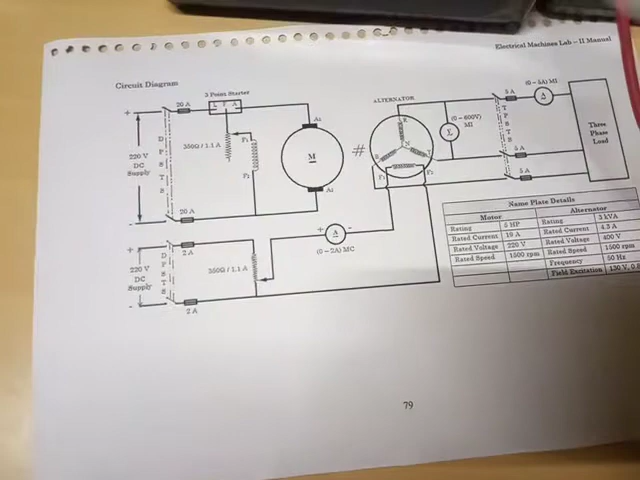 Electrical Machines Lab – II Manual
Circuit Diagram
3 Point Starter
L F A
20 A
+
220 V
DC
Supply
-
D P S T S
350Ω / 1.1 A
F1
F2
A1
M
A2
20 A
#
ALTERNATOR
R
N
F1
F2
(0 – 600V)
MI
V
T P S T S
5 A
(0 – 5A) MI
A
5 A
5 A
Three
Phase
Load
+
220 V
DC
Supply
-
2 A
350Ω / 1.1 A
2 A
+ A -
(0 – 2A) MC
Name Plate Details
Motor Alternator
Rating 5 HP Rating 3 kVA
Rated Current 19 A Rated Current 4.3 A
Rated Voltage 220 V Rated Voltage 400 V
Rated Speed 1500 rpm Rated Speed 1500 rpm
Frequency 50 Hz
Field Excitation 130 V,
79